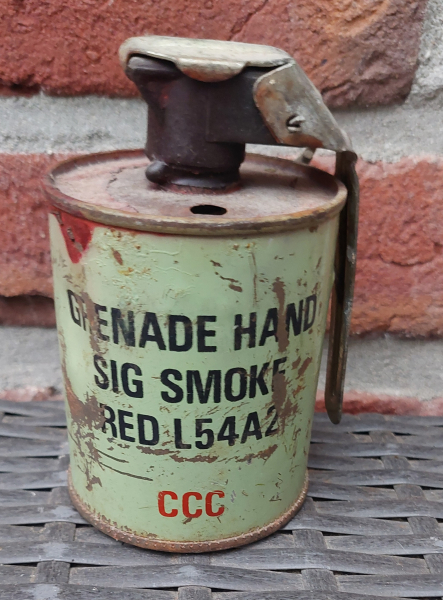 GRENADE HAND
SIG SMOKE
RED L54A2
CCC